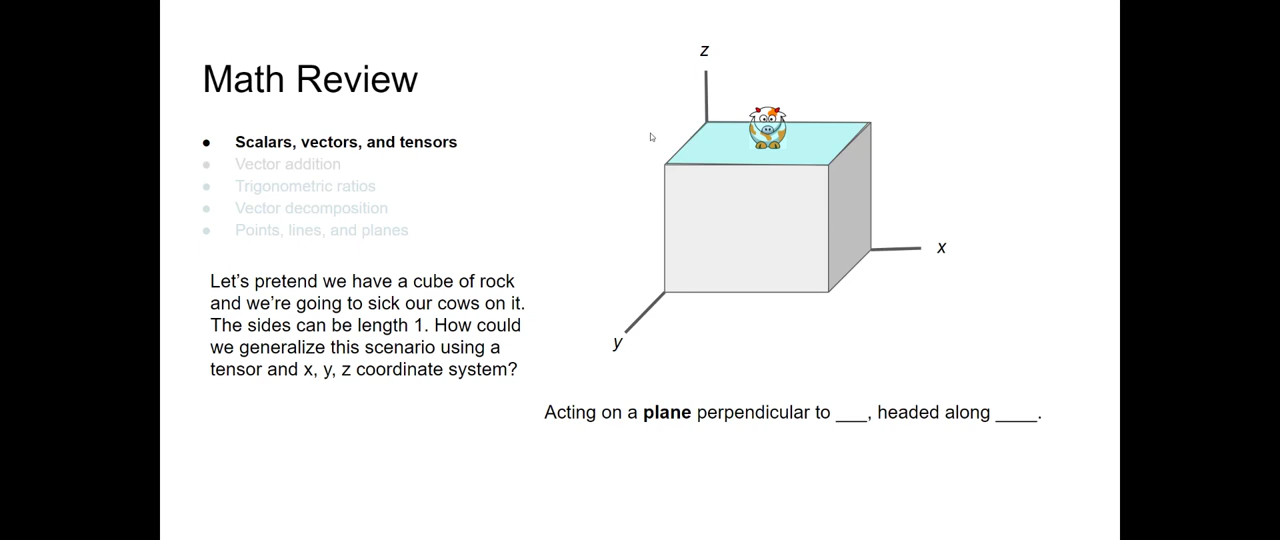 Math Review
z
● Scalars, vectors, and tensors
● Vector addition
● Trigonometric ratios
● Vector decomposition
● Points, lines, and planes
x
Let's pretend we have a cube of rock
and we're going to sick our cows on it.
The sides can be length 1. How could
we generalize this scenario using a
tensor and x, y, z coordinate system?
y
Acting on a plane perpendicular to ___, headed along ____.